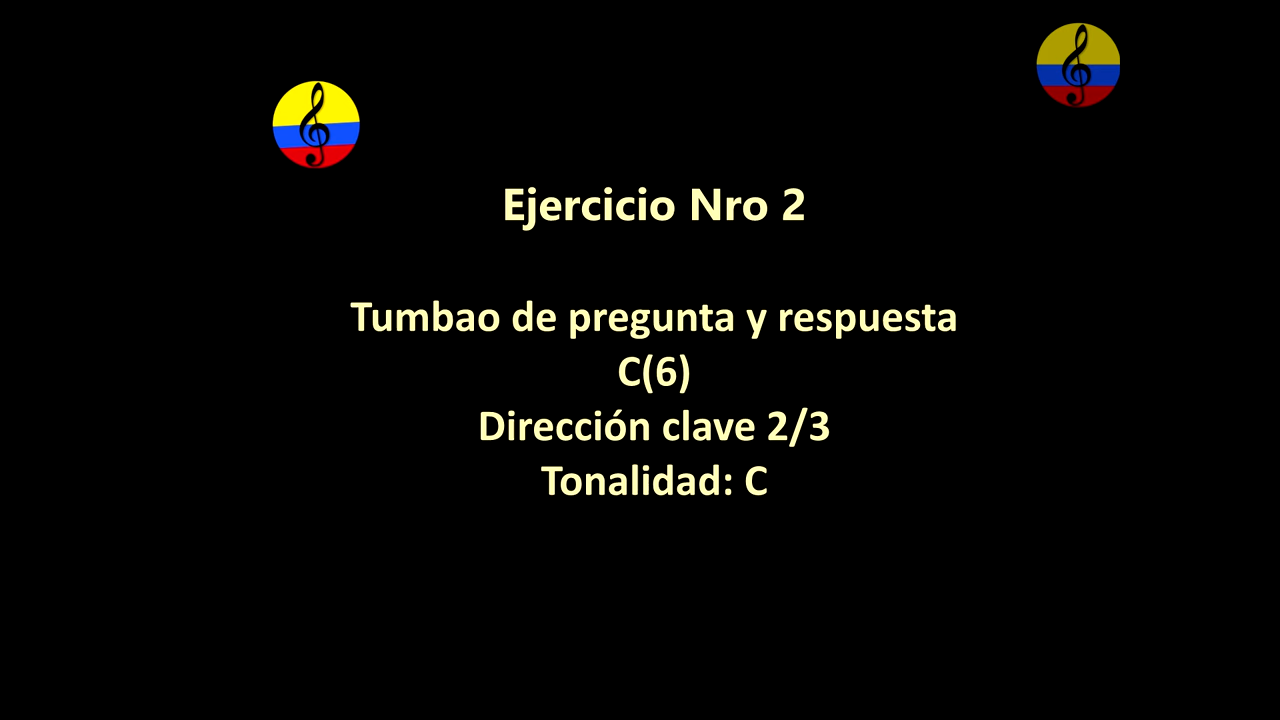 Ejercicio Nro 2
Tumbao de pregunta y respuesta
C(6)
Dirección clave 2/3
Tonalidad: C